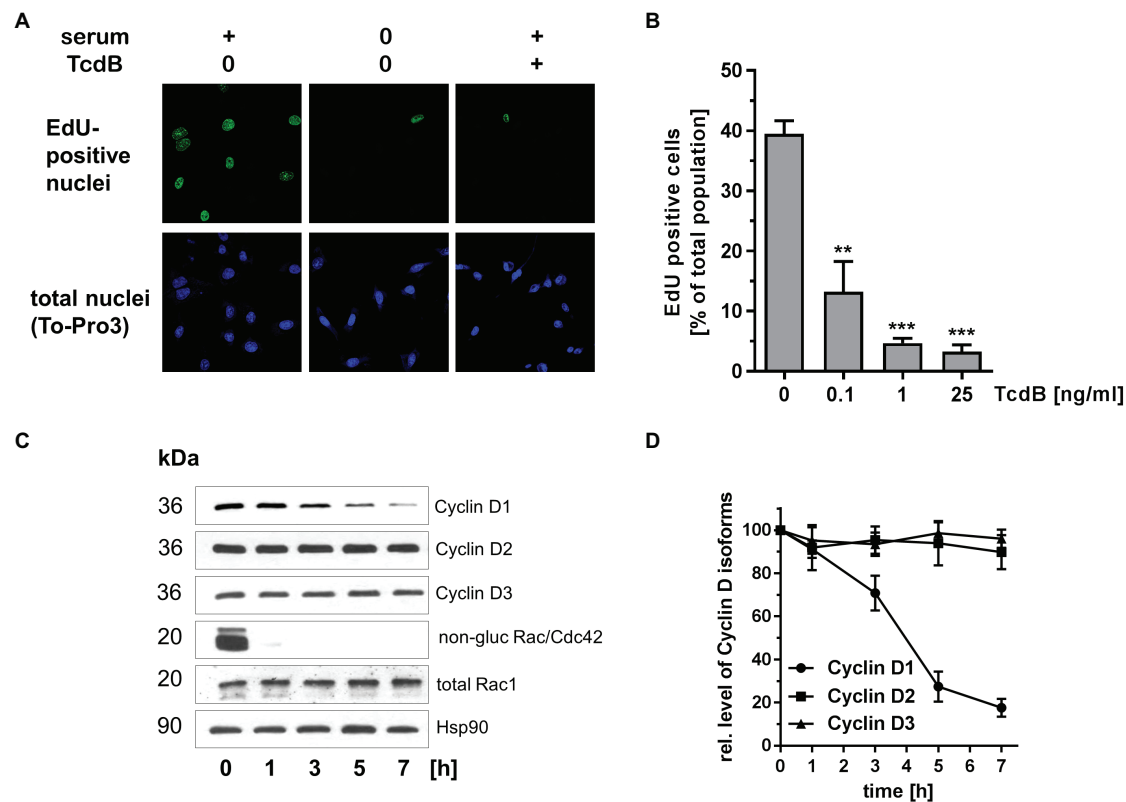 A
serum + 0 +
TcdB 0 0 +
EdU-
positive
nuclei
total nuclei
(To-Pro3)
B
EdU positive cells
[% of total population]
50
40
30
20
10
0
**
***
***
0 0.1 1 25 TcdB [ng/ml]
C
kDa
36 Cyclin D1
36 Cyclin D2
36 Cyclin D3
20 non-gluc Rac/Cdc42
20 total Rac1
90 Hsp90
0 1 3 5 7 [h]
D
rel. level of Cyclin D isoforms
100
80
60
40
20
0
Cyclin D1
Cyclin D2
Cyclin D3
0 1 2 3 4 5 6 7
time [h]